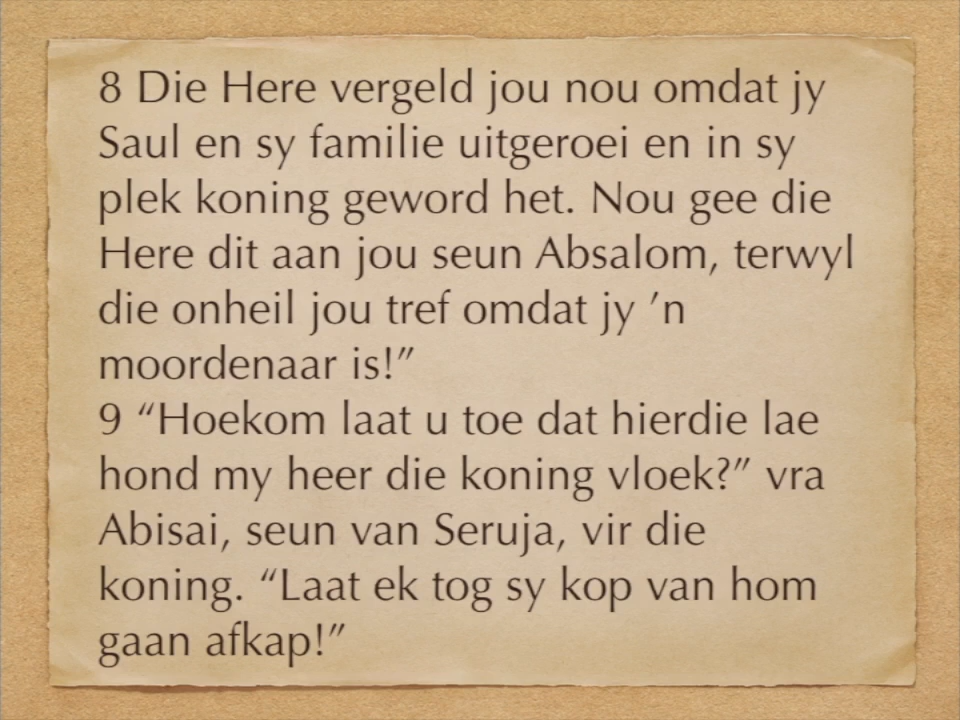 8 Die Here vergeld jou nou omdat jy
Saul en sy familie uitgeroei en in sy
plek koning geword het. Nou gee die
Here dit aan jou seun Absalom, terwyl
die onheil jou tref omdat jy ’n
moordenaar is!”
9 “Hoekom laat u toe dat hierdie lae
hond my heer die koning vloek?” vra
Abisai, seun van Seruja, vir die
koning. “Laat ek tog sy kop van hom
gaan afkap!”